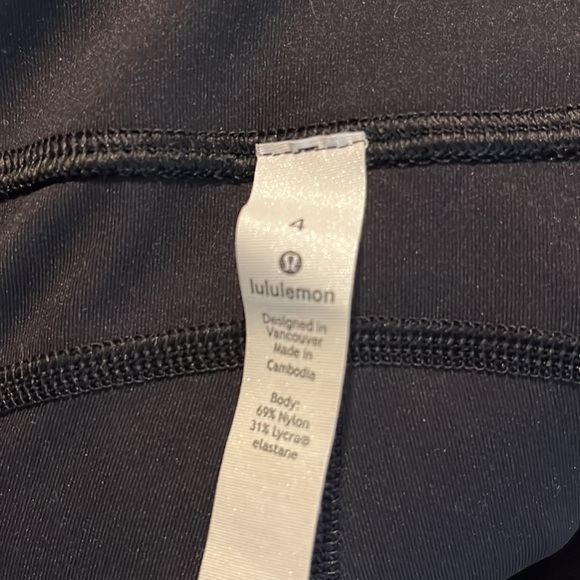 4
lululemon
Designed in
Vancouver
Made in
Cambodia
Body:
69% Nylon
31% Lycra®
elastane